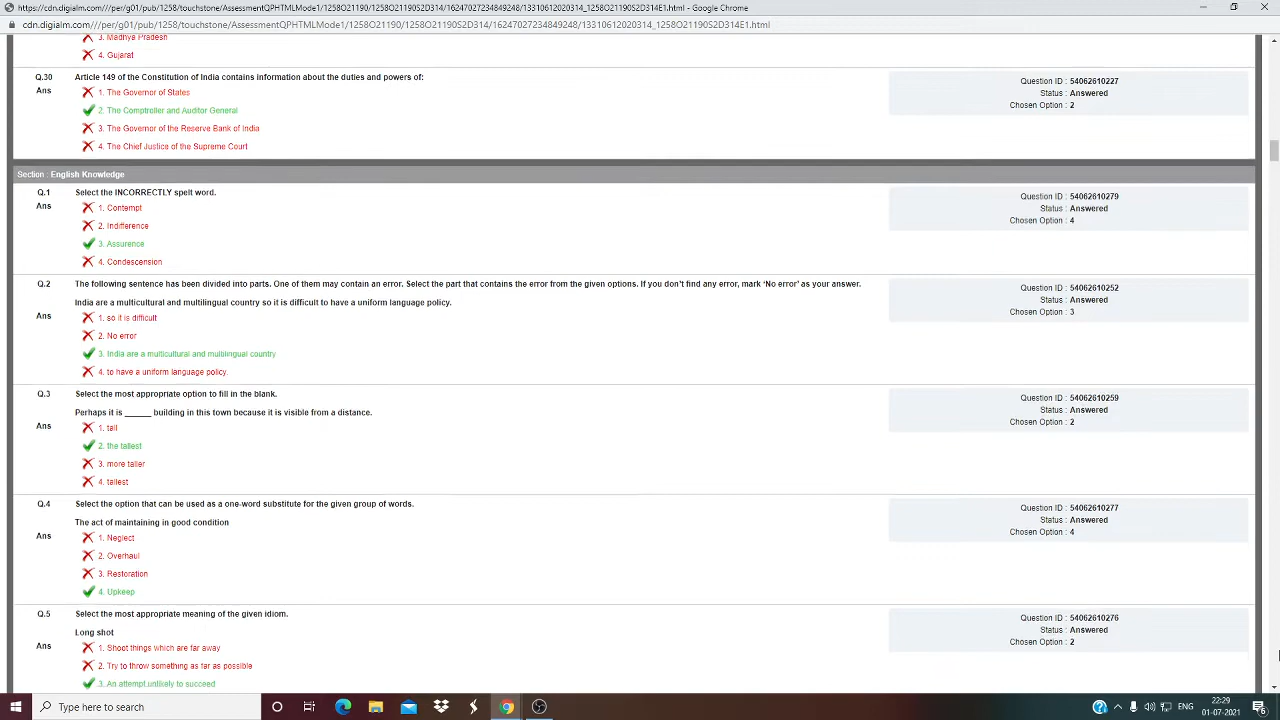 cdn.digialm.com///per/g01/pub/1258/touchstone/AssessmentQPHTMLMode1/1258O21190/1258O21190S2D314/16247027234849248/13310612020314_1258O21190S2D314E1.html - Google Chrome
cdn.digialm.com///per/g01/pub/1258/touchstone/AssessmentQPHTMLMode1/1258O21190/1258O21190S2D314/16247027234849248/13310612020314_1258O21190S2D314E1.html
3. Madhya Pradesh
4. Gujarat
Q.30 Article 149 of the Constitution of India contains information about the duties and powers of:
Question ID : 54062610227
Status : Answered
Chosen Option : 2
Ans 1. The Governor of States
2. The Comptroller and Auditor General
3. The Governor of the Reserve Bank of India
4. The Chief Justice of the Supreme Court
Section : English Knowledge
Q.1 Select the INCORRECTLY spelt word.
Question ID : 54062610279
Status : Answered
Chosen Option : 4
Ans 1. Contempt
2. Indifference
3. Assurence
4. Condescension
Q.2 The following sentence has been divided into parts. One of them may contain an error. Select the part that contains the error from the given options. If you don't find any error, mark 'No error' as your answer.
India are a multicultural and multilingual country so it is difficult to have a uniform language policy.
Question ID : 54062610252
Status : Answered
Chosen Option : 3
Ans 1. so it is difficult
2. No error
3. India are a multicultural and multilingual country
4. to have a uniform language policy.
Q.3 Select the most appropriate option to fill in the blank.
Perhaps it is ______ building in this town because it is visible from a distance.
Question ID : 54062610259
Status : Answered
Chosen Option : 2
Ans 1. tall
2. the tallest
3. more taller
4. tallest
Q.4 Select the option that can be used as a one-word substitute for the given group of words.
The act of maintaining in good condition
Question ID : 54062610277
Status : Answered
Chosen Option : 4
Ans 1. Neglect
2. Overhaul
3. Restoration
4. Upkeep
Q.5 Select the most appropriate meaning of the given idiom.
Long shot
Question ID : 54062610276
Status : Answered
Chosen Option : 2
Ans 1. Shoot things which are far away
2. Try to throw something as far as possible
3. An attempt unlikely to succeed
Type here to search
ENG
22:29
01-07-2021